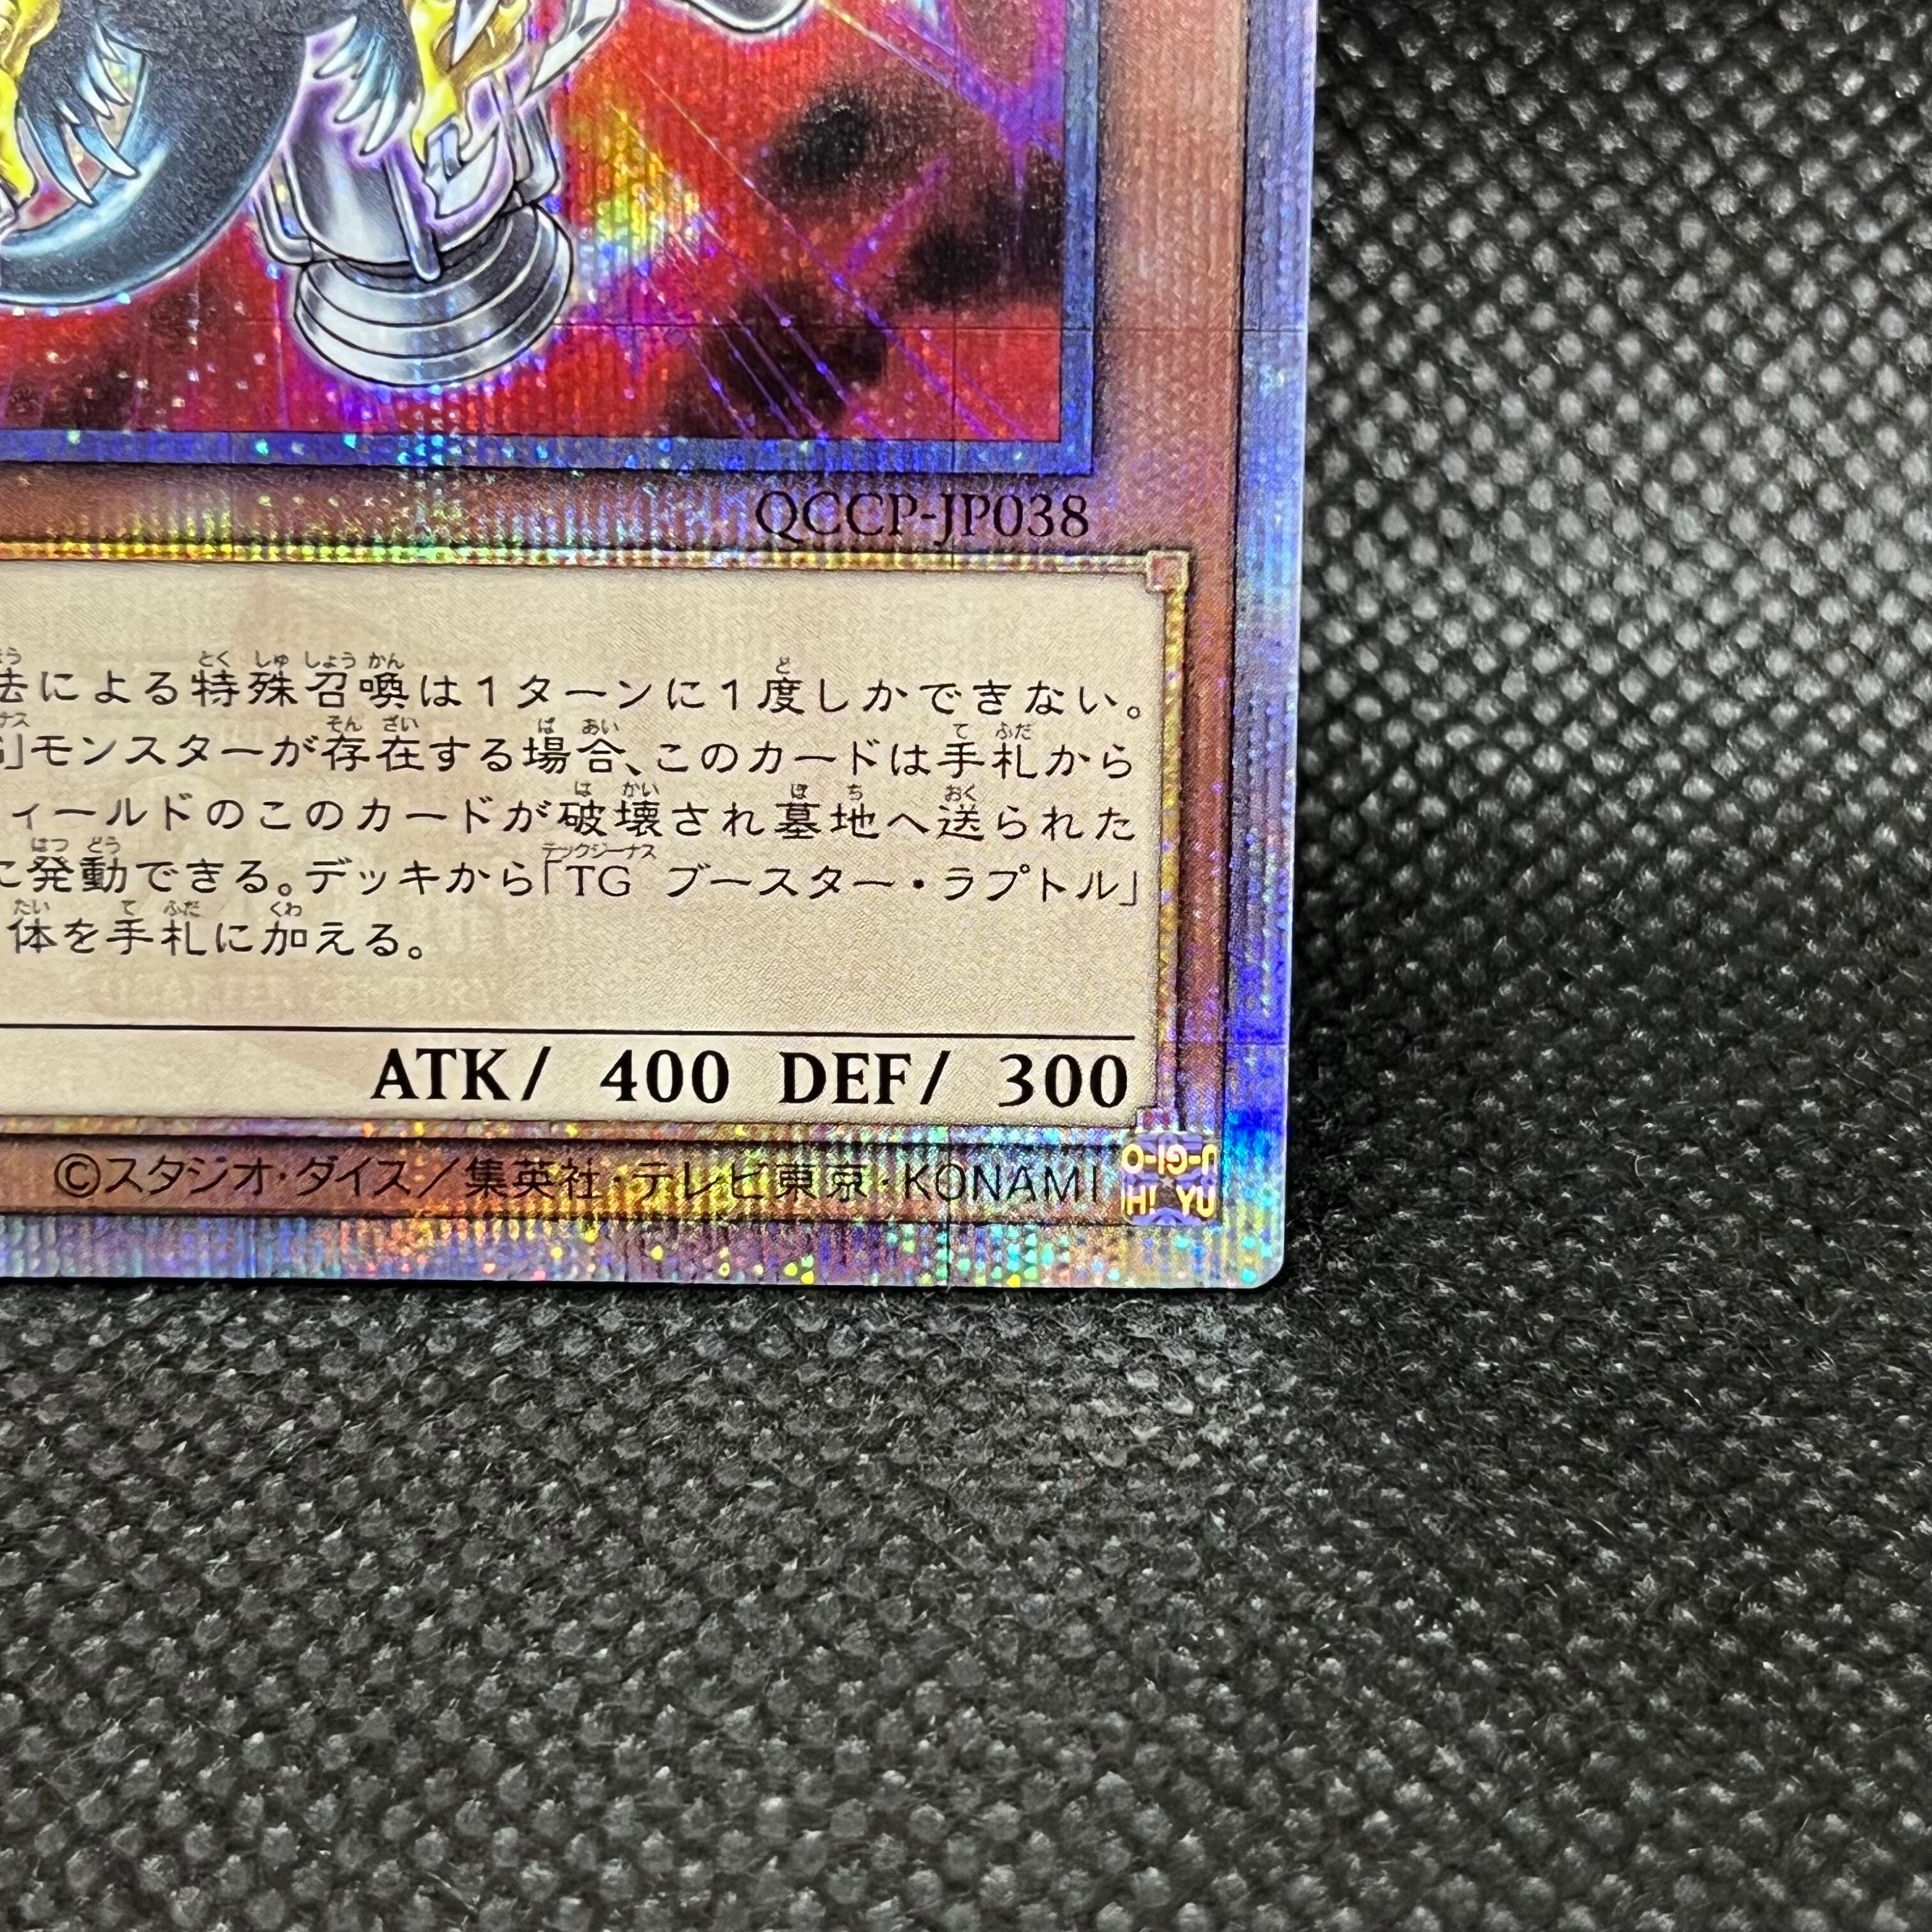 QCCP-JP038
法による特殊召喚は1ターンに1度しかできない。
」モンスターが存在する場合、このカードは手札から
ィールドのこのカードが破壊され墓地へ送られた
に発動できる。デッキから「TG ブースター・ラプトル」
体を手札に加える。
ATK/ 400 DEF/ 300
©スタジオ・ダイス/集英社・テレビ東京・KONAMI